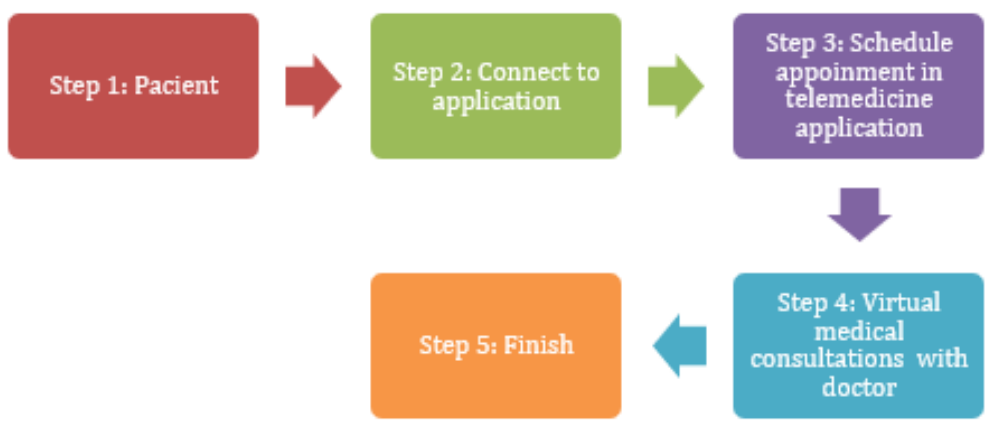 Step 1: Pacient
Step 2: Connect to
application
Step 3: Schedule
appoinment in
telemedicine
application
Step 4: Virtual
medical
consultations  with
doctor
Step 5: Finish